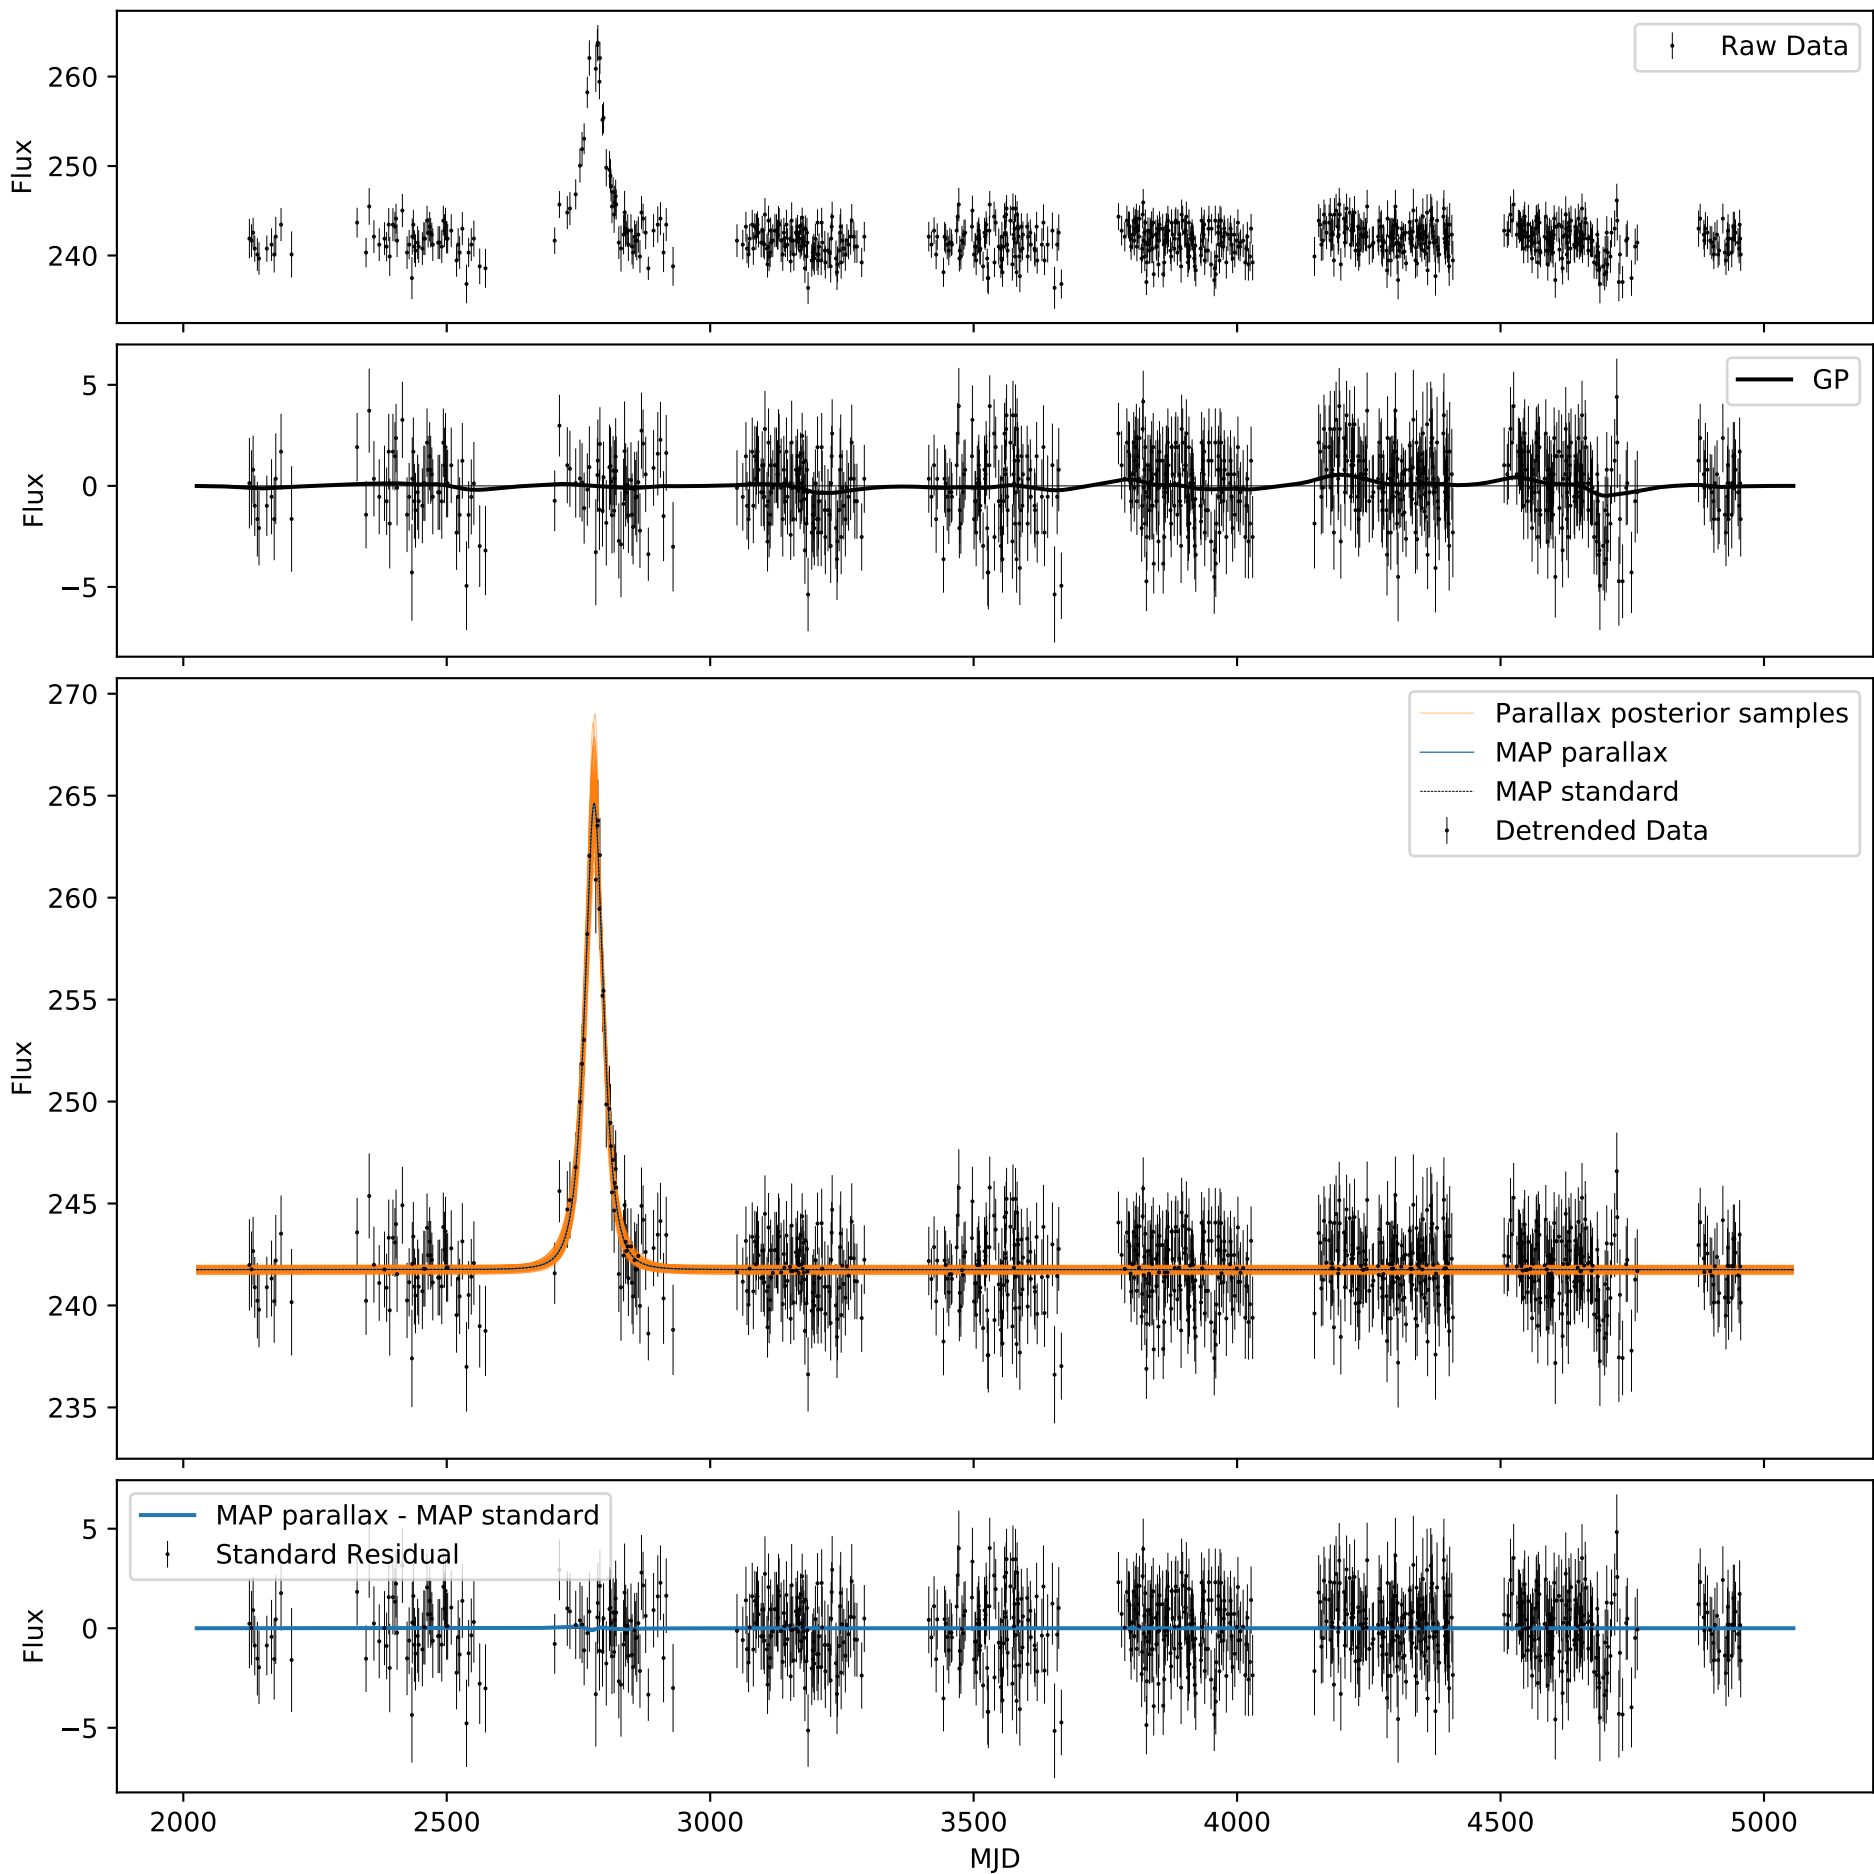 Raw Data
260
250
240
Flux
GP
5
0
−5
Flux
270
265
260
255
250
245
240
235
Flux
Parallax posterior samples
MAP parallax
MAP standard
Detrended Data
MAP parallax - MAP standard
Standard Residual
5
0
−5
Flux
2000 2500 3000 3500 4000 4500 5000
MJD